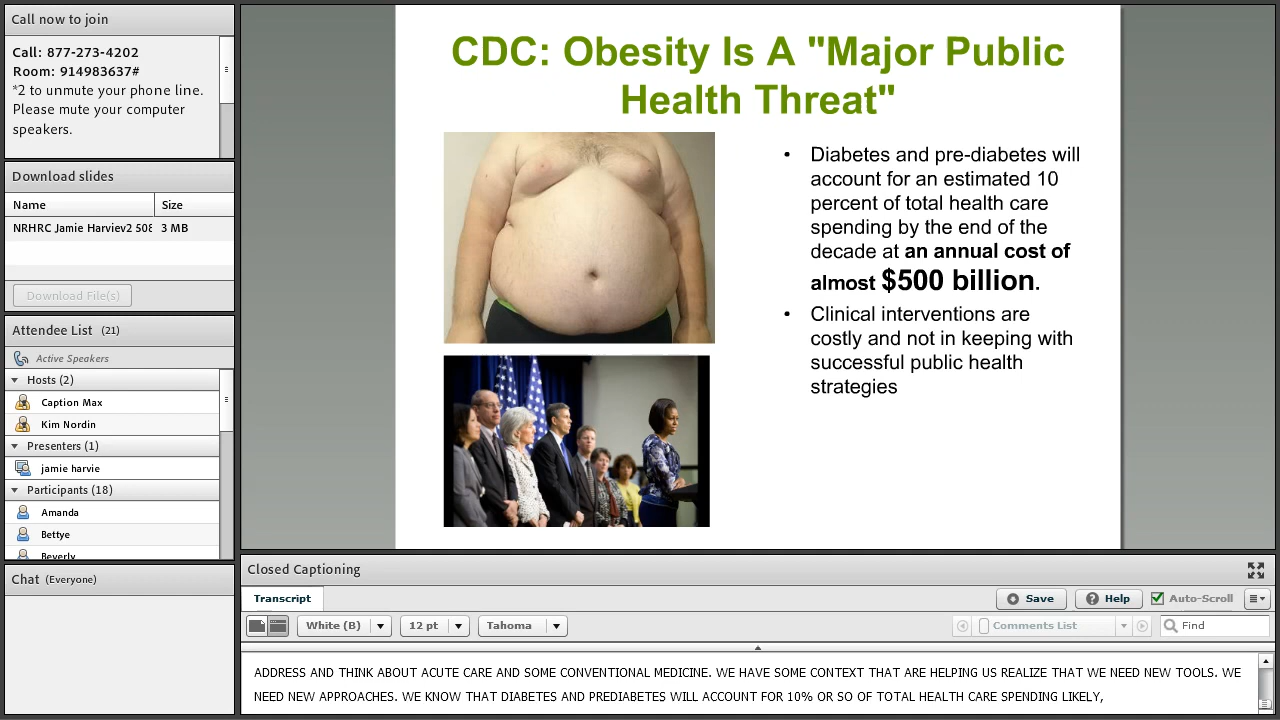 Call now to join
Call: 877-273-4202
Room: 914983637#
*2 to unmute your phone line.
Please mute your computer
speakers.
Download slides
Name Size
NRHRC Jamie Harviev2 508 3 MB
Download File(s)
Attendee List (21)
Active Speakers
Hosts (2)
Caption Max
Kim Nordin
Presenters (1)
jamie harvie
Participants (18)
Amanda
Bettye
Beverly
Chat (Everyone)
CDC: Obesity Is A "Major Public
Health Threat"
• Diabetes and pre-diabetes will
account for an estimated 10
percent of total health care
spending by the end of the
decade at an annual cost of
almost $500 billion.
• Clinical interventions are
costly and not in keeping with
successful public health
strategies
Closed Captioning
Transcript Save Help Auto-Scroll
White (B) 12 pt Tahoma Comments List Find
ADDRESS AND THINK ABOUT ACUTE CARE AND SOME CONVENTIONAL MEDICINE. WE HAVE SOME CONTEXT THAT ARE HELPING US REALIZE THAT WE NEED NEW TOOLS. WE
NEED NEW APPROACHES. WE KNOW THAT DIABETES AND PREDIABETES WILL ACCOUNT FOR 10% OR SO OF TOTAL HEALTH CARE SPENDING LIKELY,